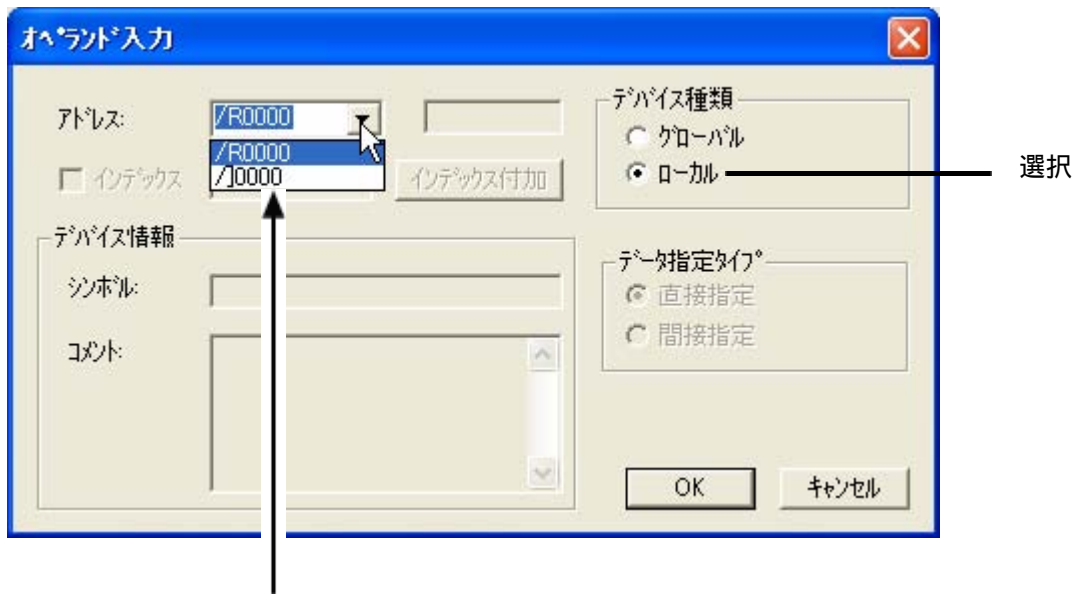 オペランド入力
アドレス: /R0000
/R0000
/]0000
インデックス インデックス付加
デバイス種類
グローバル
ローカル
選択
デバイス情報
シンボル:
コメント:
データ指定タイプ
直接指定
間接指定
OK キャンセル